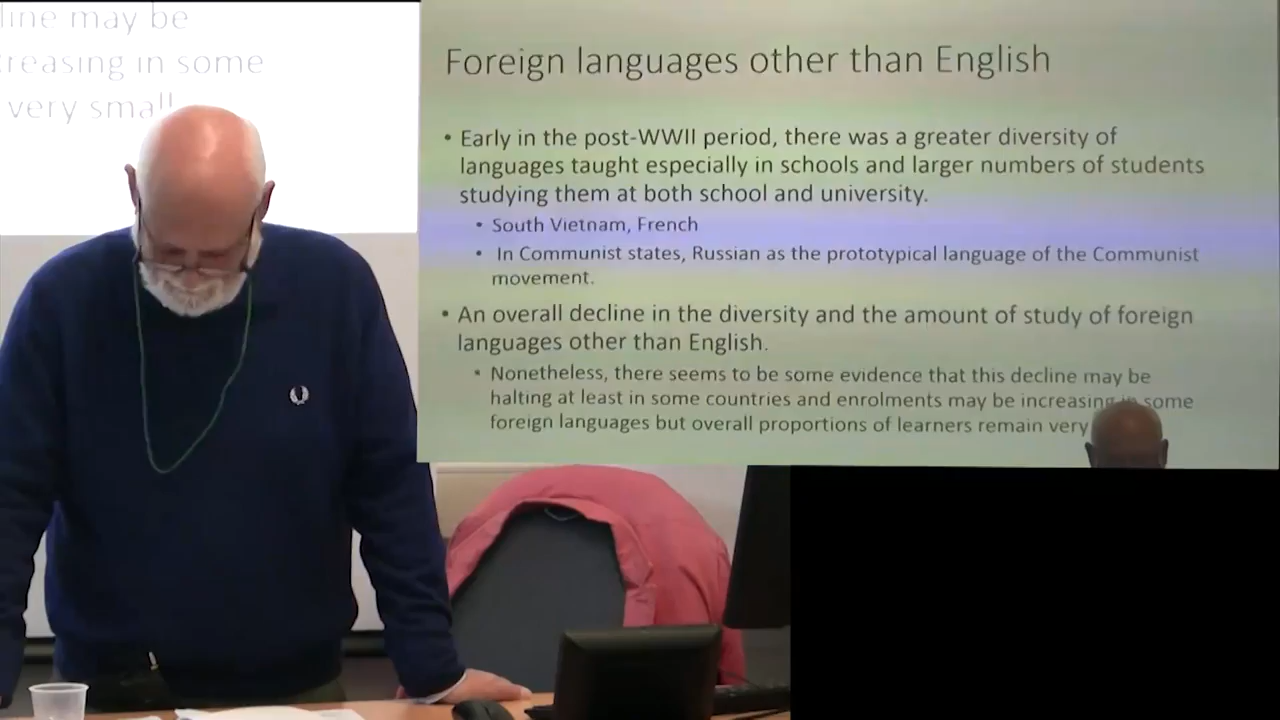 line may be
creasing in some
very small
Foreign languages other than English
• Early in the post-WWII period, there was a greater diversity of
languages taught especially in schools and larger numbers of students
studying them at both school and university.
• South Vietnam, French
• In Communist states, Russian as the prototypical language of the Communist
movement.
• An overall decline in the diversity and the amount of study of foreign
languages other than English.
• Nonetheless, there seems to be some evidence that this decline may be
halting at least in some countries and enrolments may be increasing in some
foreign languages but overall proportions of learners remain very